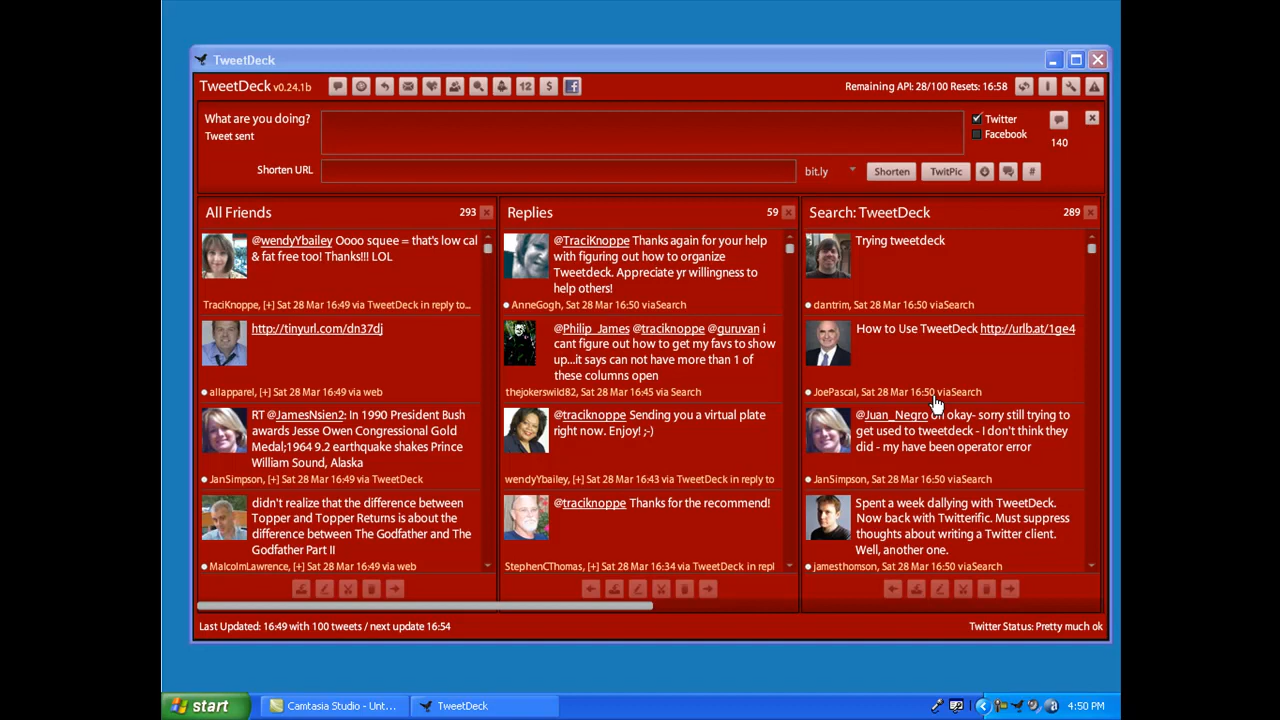 TweetDeck
TweetDeck v0.24.1b
12
$
Remaining API: 28/100 Resets: 16:58
What are you doing?
Tweet sent
Twitter
Facebook
140
Shorten URL
bit.ly
Shorten
TwitPic
#
All Friends
293
@wendyYbailey Oooo squee = that's low cal
& fat free too! Thanks!!! LOL
TraciKnoppe, [+] Sat 28 Mar 16:49 via TweetDeck in reply to...
http://tinyurl.com/dn37dj
allapparel, [+] Sat 28 Mar 16:49 via web
RT @JamesNsien2: In 1990 President Bush
awards Jesse Owen Congressional Gold
Medal;1964 9.2 earthquake shakes Prince
William Sound, Alaska
JanSimpson, [+] Sat 28 Mar 16:49 via TweetDeck
didn't realize that the difference between
Topper and Topper Returns is about the
difference between The Godfather and The
Godfather Part II
MalcolmLawrence, [+] Sat 28 Mar 16:49 via web
Replies
59
@TraciKnoppe Thanks again for your help
with figuring out how to organize
Tweetdeck. Appreciate yr willingness to
help others!
AnneGogh, Sat 28 Mar 16:50 viaSearch
@Philip_James @traciknoppe @guruvan i
cant figure out how to get my favs to show
up...it says can not have more than 1 of
these columns open
thejokerswild82, Sat 28 Mar 16:45 via Search
@traciknoppe Sending you a virtual plate
right now. Enjoy! ;-)
wendyYbailey, [+] Sat 28 Mar 16:43 via TweetDeck in reply to
@traciknoppe Thanks for the recommend!
StephenCThomas, [+] Sat 28 Mar 16:34 via TweetDeck in repl
Search: TweetDeck
289
Trying tweetdeck
dantrim, Sat 28 Mar 16:50 viaSearch
How to Use TweetDeck http://urlb.at/1ge4
JoePascal, Sat 28 Mar 16:50 viaSearch
@Juan_Negro okay- sorry still trying to
get used to tweetdeck - I don't think they
did - my have been operator error
JanSimpson, Sat 28 Mar 16:50 viaSearch
Spent a week dallying with TweetDeck.
Now back with Twitterific. Must suppress
thoughts about writing a Twitter client.
Well, another one.
jamesthomson, Sat 28 Mar 16:50 viaSearch
Last Updated: 16:49 with 100 tweets / next update 16:54
Twitter Status: Pretty much ok
start
Camtasia Studio - Unt...
TweetDeck
4:50 PM